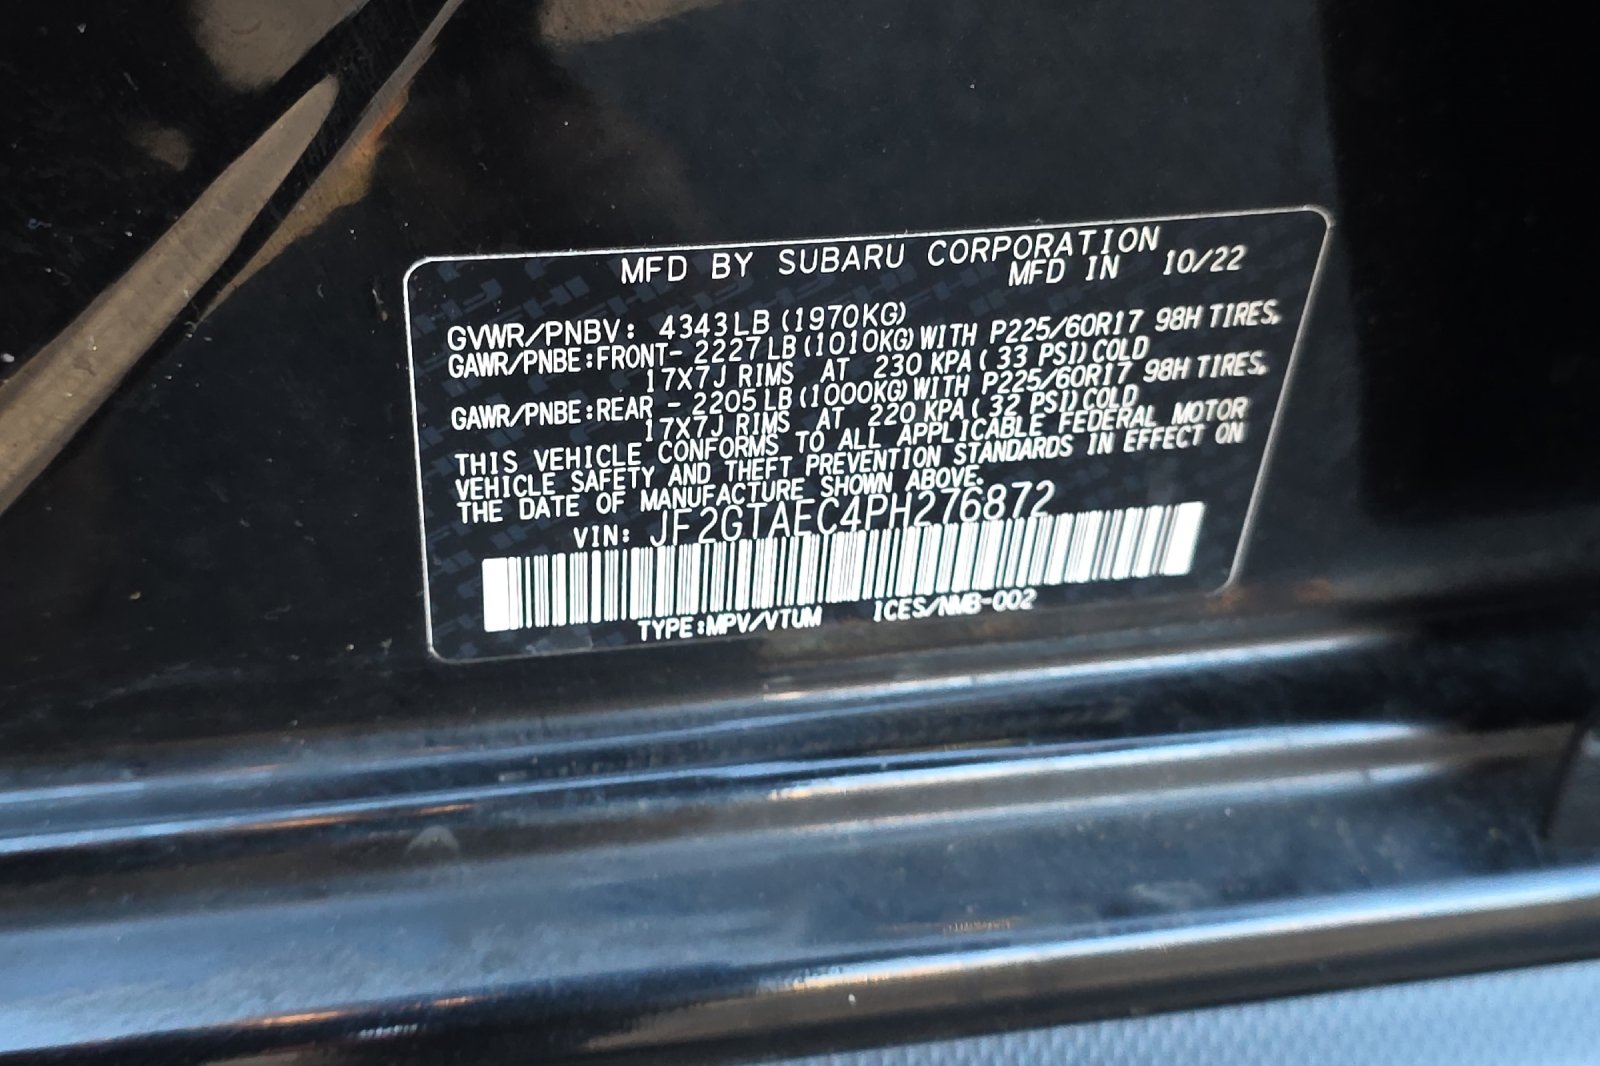 MFD BY SUBARU CORPORATION
MFD IN 10/22
GVWR/PNBV: 4343LB (1970KG)
GAWR/PNBE:FRONT- 2227LB (1010KG) WITH P225/60R17 98H TIRES,
17X7J RIMS AT 230 KPA ( 33 PSI) COLD
GAWR/PNBE:REAR - 2205LB (1000KG) WITH P225/60R17 98H TIRES,
17X7J RIMS AT 220 KPA ( 32 PSI) COLD
THIS VEHICLE CONFORMS TO ALL APPLICABLE FEDERAL MOTOR
VEHICLE SAFETY AND THEFT PREVENTION STANDARDS IN EFFECT ON
THE DATE OF MANUFACTURE SHOWN ABOVE.
VIN: JF2GTAEC4PH276872
TYPE:MPV/VTUM ICES/NMB-002